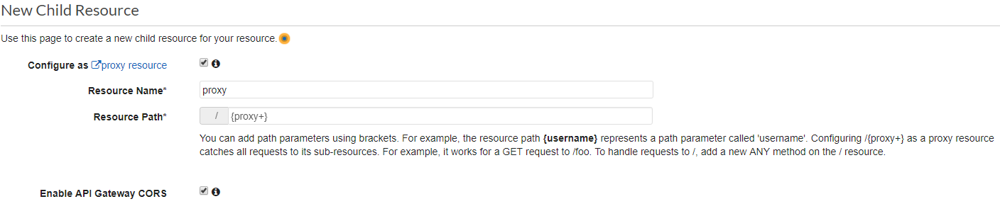 New Child Resource
Use this page to create a new child resource for your resource.
Configure as proxy resource
Resource Name* proxy
Resource Path* / {proxy+}
You can add path parameters using brackets. For example, the resource path {username} represents a path parameter called 'username'. Configuring /{proxy+} as a proxy resource
catches all requests to its sub-resources. For example, it works for a GET request to /foo. To handle requests to /, add a new ANY method on the / resource.
Enable API Gateway CORS